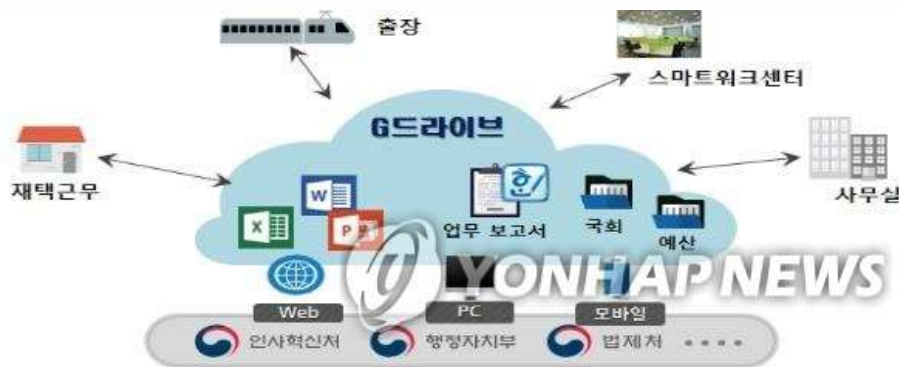 출장
스마트워크센터
G드라이브
재택근무
사무실
W
X
P
한
업무 보고서
국회
예산
YONHAP NEWS
Web
PC
모바일
인사혁신처
행정자치부
법제처